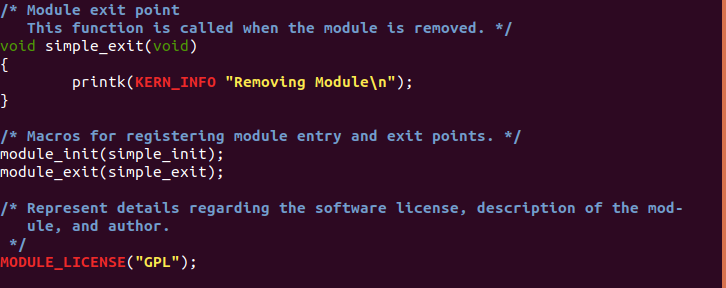 /* Module exit point
   This function is called when the module is removed. */
void simple_exit(void)
{
        printk(KERN_INFO "Removing Module\n");
}

/* Macros for registering module entry and exit points. */
module_init(simple_init);
module_exit(simple_exit);

/* Represent details regarding the software license, description of the mod-
   ule, and author.
 */
MODULE_LICENSE("GPL");